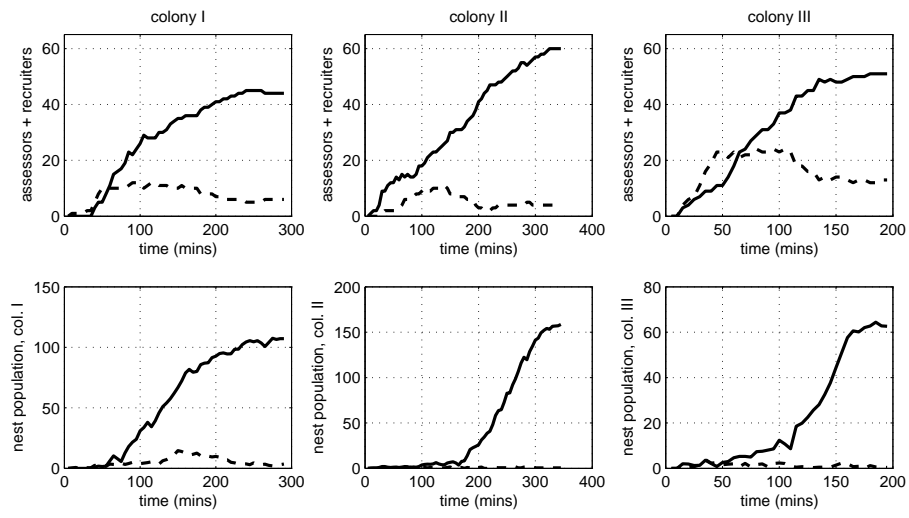 colony I
colony II
colony III
assessors + recruiters
60
40
20
0
0 100 200 300
time (mins)
assessors + recruiters
60
40
20
0
0 100 200 300 400
time (mins)
assessors + recruiters
60
40
20
0
0 50 100 150 200
time (mins)
nest population, col. I
150
100
50
0
0 100 200 300
time (mins)
nest population, col. II
200
150
100
50
0
0 100 200 300 400
time (mins)
nest population, col. III
80
60
40
20
0
0 50 100 150 200
time (mins)